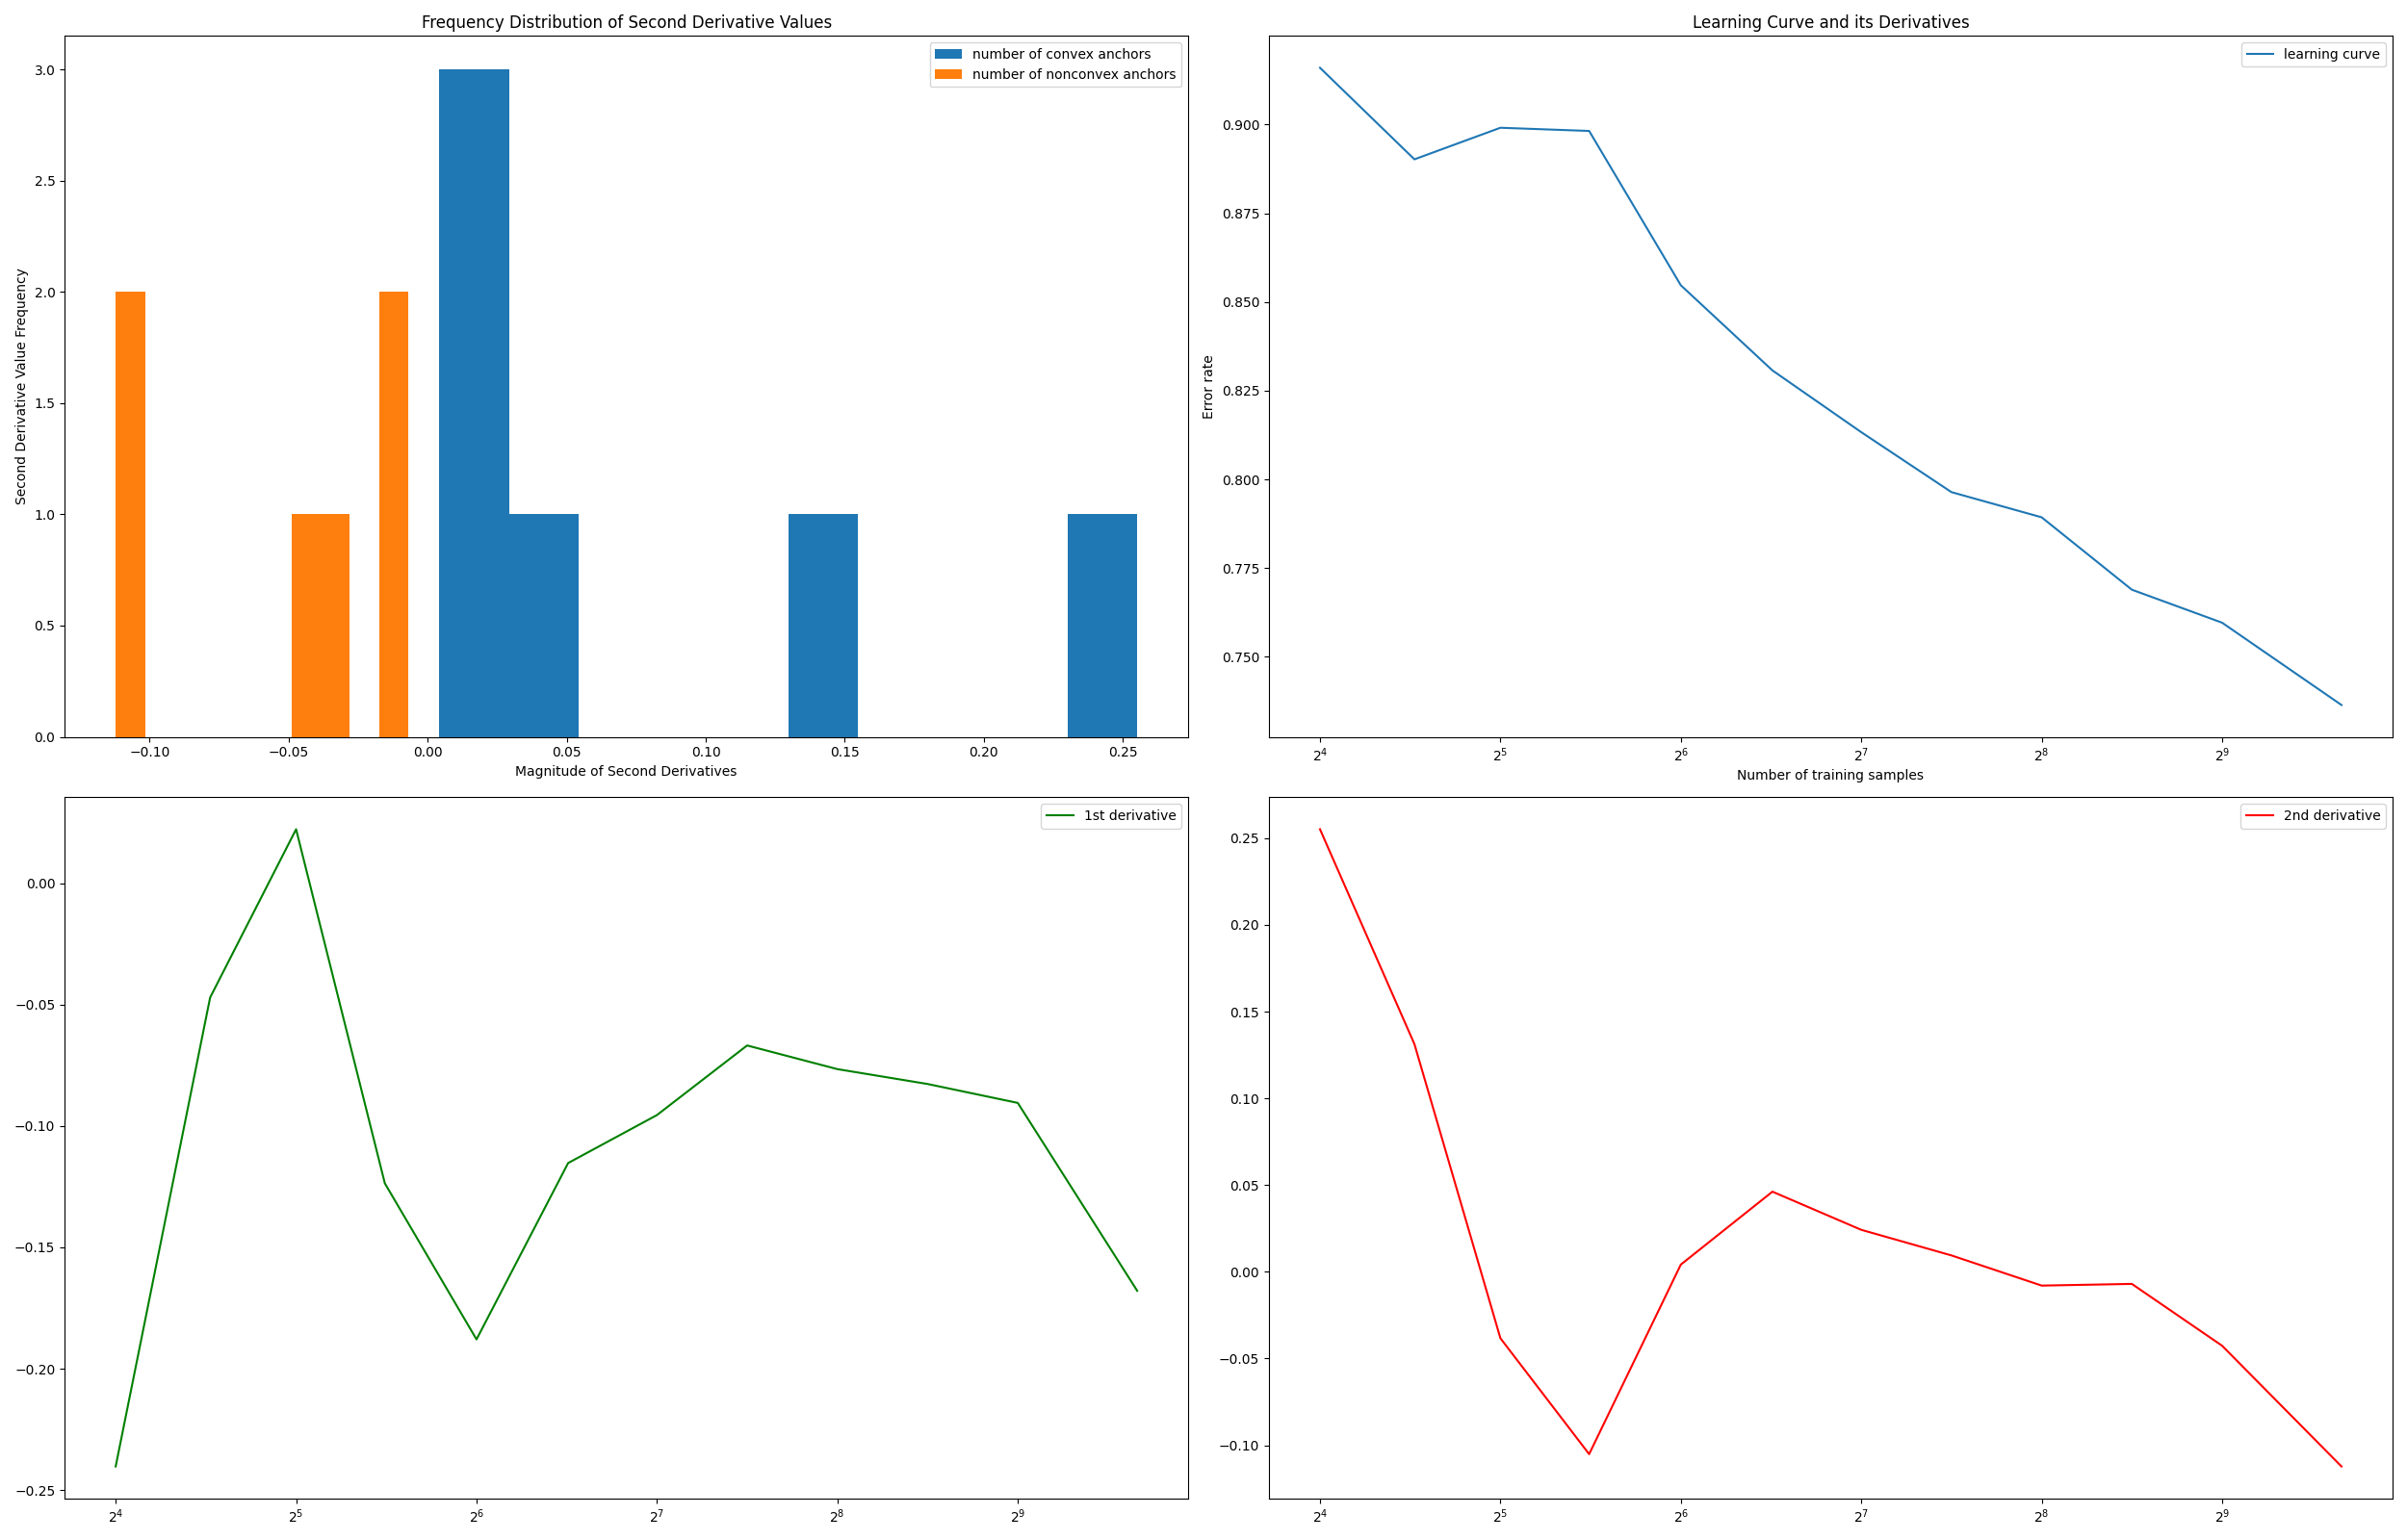 Frequency Distribution of Second Derivative Values
number of convex anchors
number of nonconvex anchors
3.0
2.5
2.0
1.5
1.0
0.5
0.0
Second Derivative Value Frequency
−0.10 −0.05 0.00 0.05 0.10 0.15 0.20 0.25
Magnitude of Second Derivatives
Learning Curve and its Derivatives
learning curve
0.900
0.875
0.850
0.825
0.800
0.775
0.750
Error rate
2⁴ 2⁵ 2⁶ 2⁷ 2⁸ 2⁹
Number of training samples
1st derivative
0.00
−0.05
−0.10
−0.15
−0.20
−0.25
2⁴ 2⁵ 2⁶ 2⁷ 2⁸ 2⁹
2nd derivative
0.25
0.20
0.15
0.10
0.05
0.00
−0.05
−0.10
2⁴ 2⁵ 2⁶ 2⁷ 2⁸ 2⁹